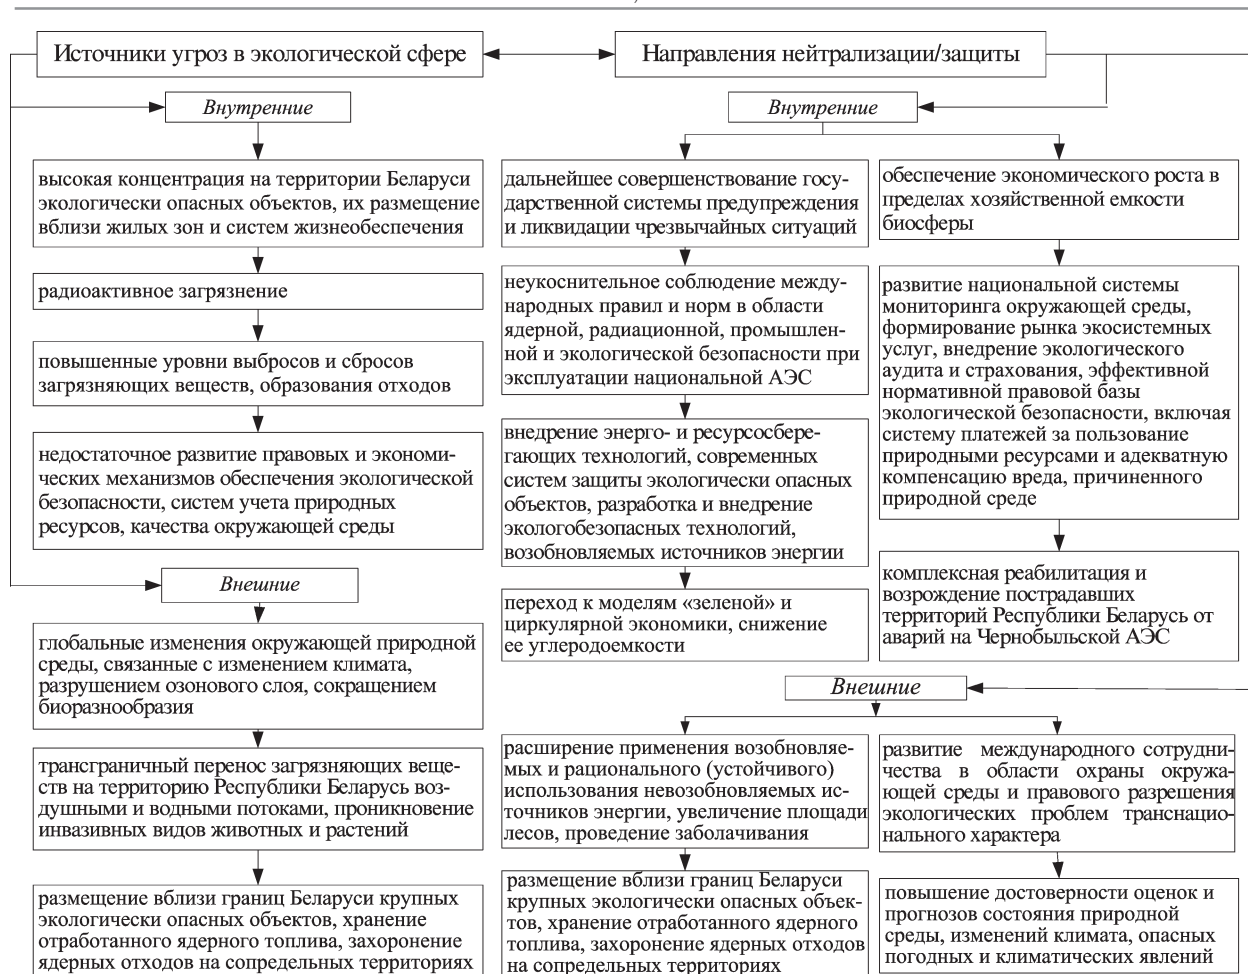 Источники угроз в экологической сфере
Направления нейтрализации/защиты
Внутренние
высокая концентрация на территории Беларуси
экологически опасных объектов, их размещение
вблизи жилых зон и систем жизнеобеспечения
радиоактивное загрязнение
повышенные уровни выбросов и сбросов
загрязняющих веществ, образования отходов
недостаточное развитие правовых и экономи-
ческих механизмов обеспечения экологической
безопасности, систем учета природных
ресурсов, качества окружающей среды
Внешние
глобальные изменения окружающей природной
среды, связанные с изменением климата,
разрушением озонового слоя, сокращением
биоразнообразия
трансграничный перенос загрязняющих веще-
ств на территорию Республики Беларусь воз-
душными и водными потоками, проникновение
инвазивных видов животных и растений
размещение вблизи границ Беларуси крупных
экологически опасных объектов, хранение
отработанного ядерного топлива, захоронение
ядерных отходов на сопредельных территориях
Внутренние
дальнейшее совершенствование госу-
дарственной системы предупреждения
и ликвидации чрезвычайных ситуаций
неукоснительное соблюдение между-
народных правил и норм в области
ядерной, радиационной, промышлен-
ной и экологической безопасности при
эксплуатации национальной АЭС
внедрение энерго- и ресурсосбере-
гающих технологий, современных
систем защиты экологически опасных
объектов, разработка и внедрение
экологобезопасных технологий,
возобновляемых источников энергии
переход к моделям «зеленой» и
циркулярной экономики, снижение
ее углеродоемкости
обеспечение экономического роста в
пределах хозяйственной емкости
биосферы
развитие национальной системы
мониторинга окружающей среды,
формирование рынка экосистемных
услуг, внедрение экологического
аудита и страхования, эффективной
нормативной правовой базы
экологической безопасности, включая
систему платежей за пользование
природными ресурсами и адекватную
компенсацию вреда, причиненного
природной среде
комплексная реабилитация и
возрождение пострадавших
территорий Республики Беларусь от
аварий на Чернобыльской АЭС
Внешние
расширение применения возобновляе-
мых и рационального (устойчивого)
использования невозобновляемых ис-
точников энергии, увеличение площади
лесов, проведение заболачивания
размещение вблизи границ Беларуси
крупных экологически опасных объек-
тов, хранение отработанного ядерного
топлива, захоронение ядерных отходов
на сопредельных территориях
развитие международного сотрудни-
чества в области охраны окружа-
ющей среды и правового разрешения
экологических проблем транснацио-
нального характера
повышение достоверности оценок и
прогнозов состояния природной
среды, изменений климата, опасных
погодных и климатических явлений